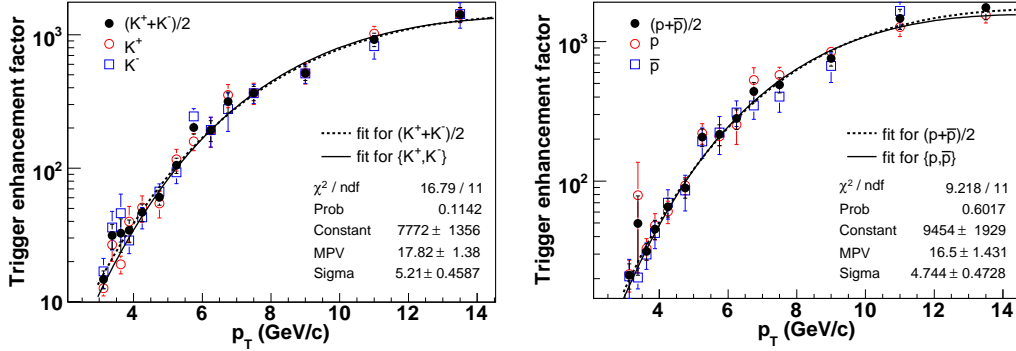 Trigger enhancement factor
10³
10²
10
(K⁺+K⁻)/2
K⁺
K⁻
fit for (K⁺+K⁻)/2
fit for {K⁺,K⁻}
χ² / ndf 16.79 / 11
Prob 0.1142
Constant 7772 ± 1356
MPV 17.82 ± 1.38
Sigma 5.21 ± 0.4587
4 6 8 10 12 14
p_T (GeV/c)
Trigger enhancement factor
10³
10²
(p+p̅)/2
p
p̅
fit for (p+p̅)/2
fit for {p,p̅}
χ² / ndf 9.218 / 11
Prob 0.6017
Constant 9454 ± 1929
MPV 16.5 ± 1.431
Sigma 4.744 ± 0.4728
4 6 8 10 12 14
p_T (GeV/c)